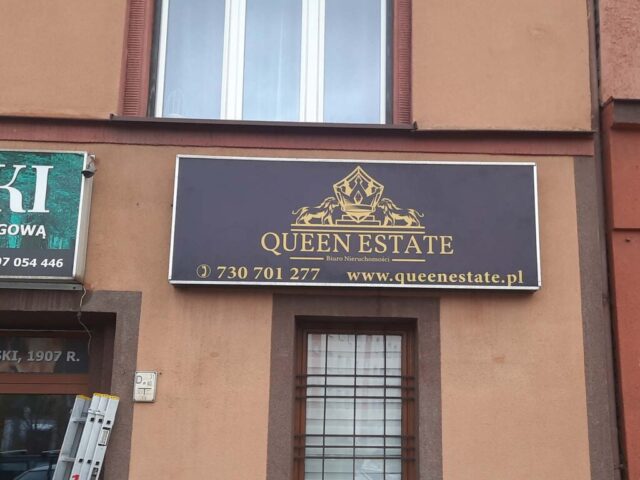 KI
GOWĄ
07 054 446
QUEEN ESTATE
Biuro Nieruchomości
730 701 277 www.queenestate.pl
SKI, 1907 R.